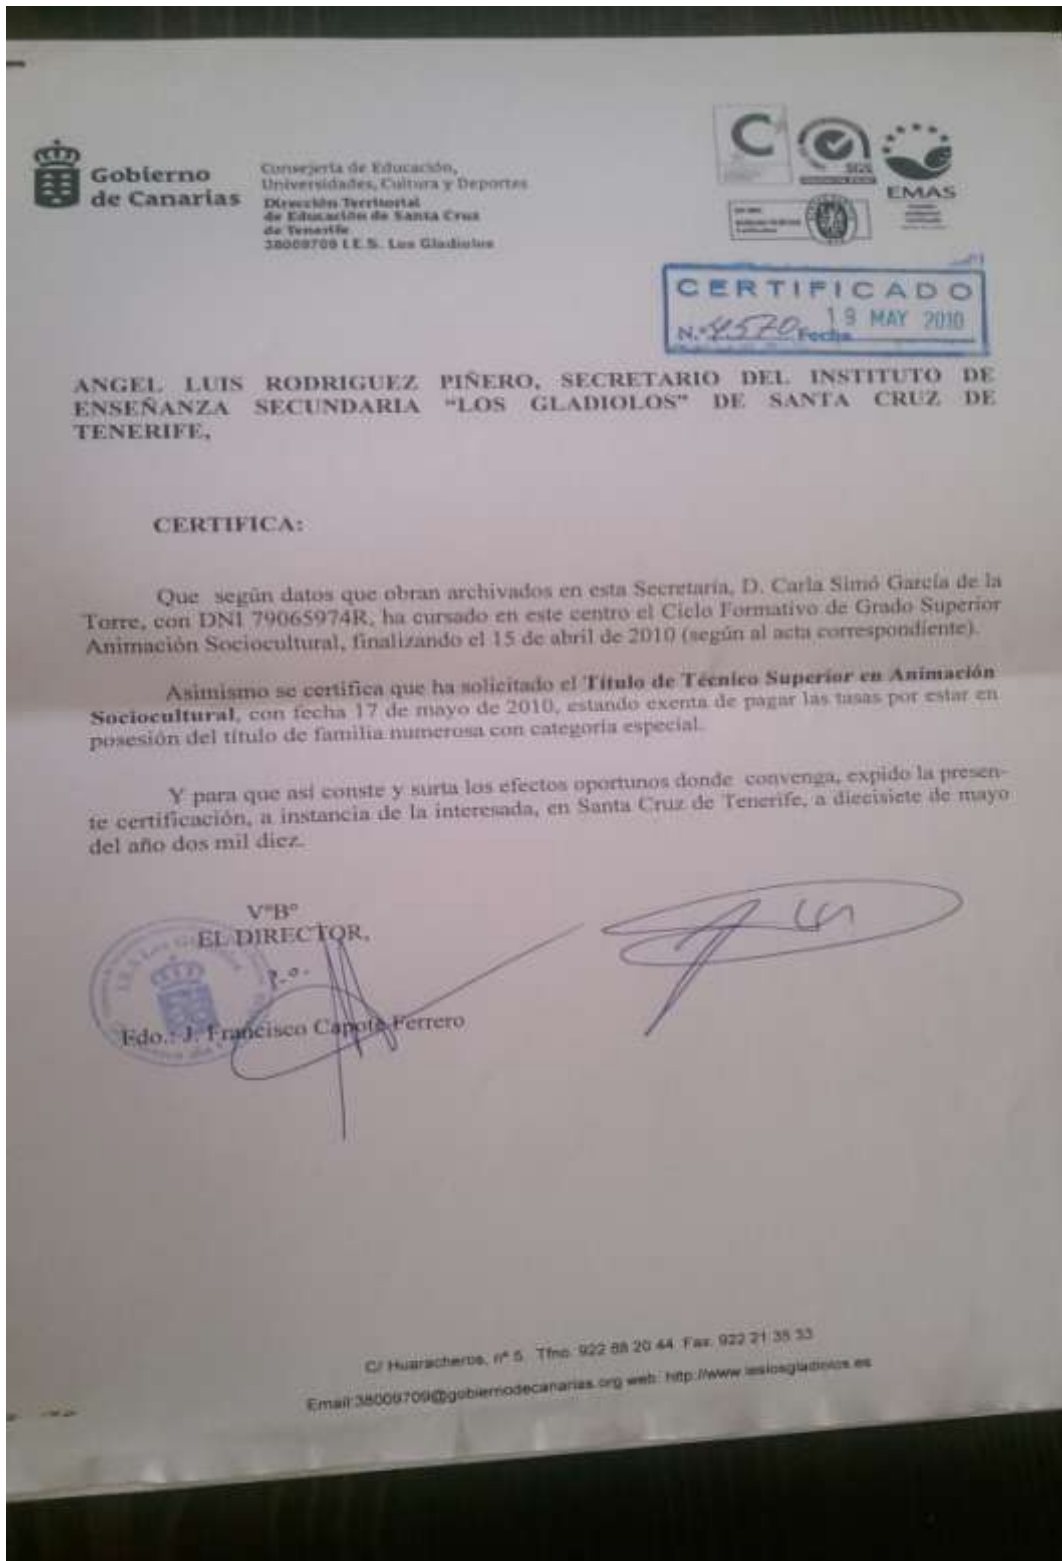 Gobierno
de Canarias
Consejería de Educación,
Universidades, Cultura y Deportes
Dirección Territorial
de Educación de Santa Cruz
de Tenerife
38009709 I.E.S. Los Gladiolos
SGS
EMAS
CERTIFICADO
N.º 4570 Fecha 19 MAY 2010
ANGEL LUIS RODRIGUEZ PIÑERO, SECRETARIO DEL INSTITUTO DE
ENSEÑANZA SECUNDARIA “LOS GLADIOLOS” DE SANTA CRUZ DE
TENERIFE,
CERTIFICA:
Que según datos que obran archivados en esta Secretaría, D. Carla Simó García de la
Torre, con DNI 79065974R, ha cursado en este centro el Ciclo Formativo de Grado Superior
Animación Sociocultural, finalizando el 15 de abril de 2010 (según al acta correspondiente).
Asimismo se certifica que ha solicitado el Título de Técnico Superior en Animación
Sociocultural, con fecha 17 de mayo de 2010, estando exenta de pagar las tasas por estar en
posesión del título de familia numerosa con categoría especial.
Y para que así conste y surta los efectos oportunos donde convenga, expido la presen-
te certificación, a instancia de la interesada, en Santa Cruz de Tenerife, a diecisiete de mayo
del año dos mil diez.
VºBº
EL DIRECTOR,
P.O.
Fdo.: J. Francisco Capote Ferrero
C/ Huaracheros, nº 5. Tfno. 922 88 20 44 Fax. 922 21 35 33
Email:38009709@gobiernodecanarias.org web: http://www.ieslosgladiolos.es